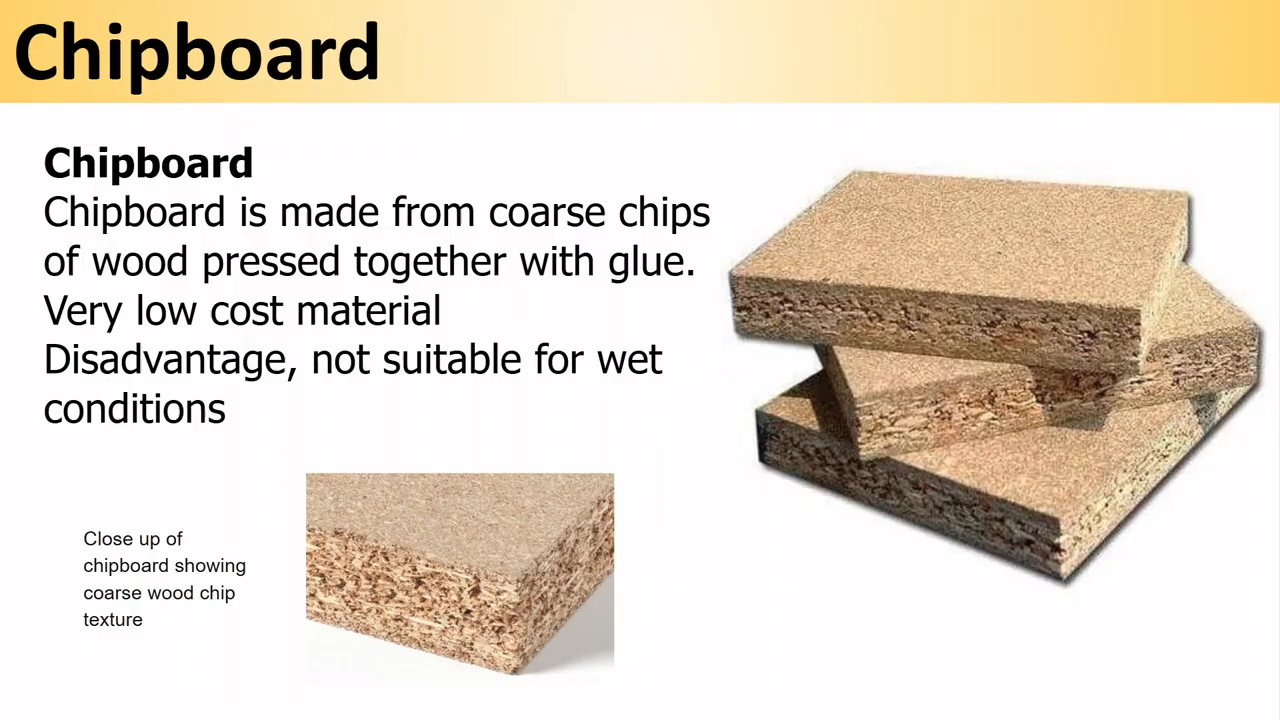 Chipboard
Chipboard
Chipboard is made from coarse chips
of wood pressed together with glue.
Very low cost material
Disadvantage, not suitable for wet
conditions
Close up of
chipboard showing
coarse wood chip
texture